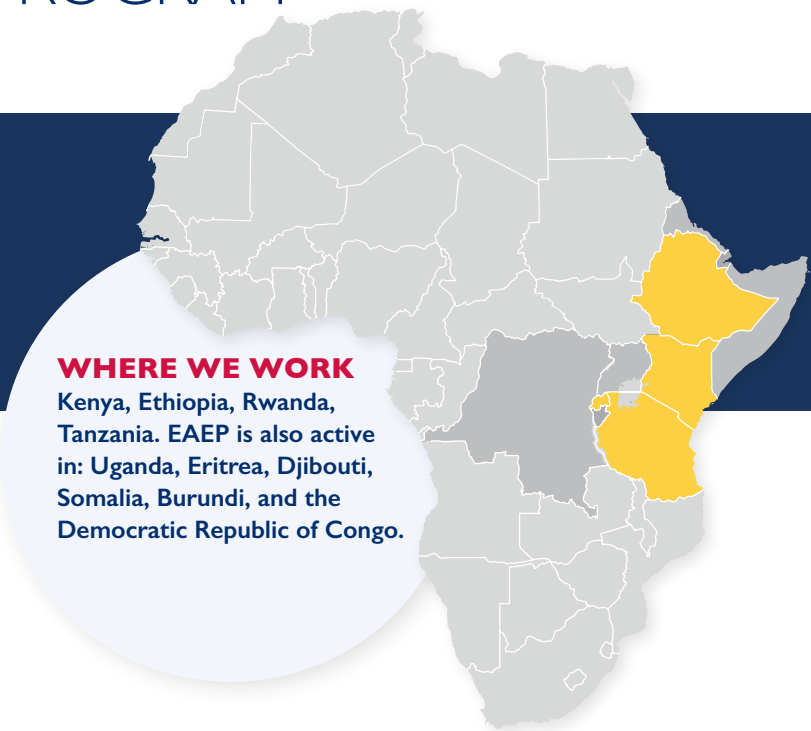 WHERE WE WORK
Kenya, Ethiopia, Rwanda,
Tanzania. EAEP is also active
in: Uganda, Eritrea, Djibouti,
Somalia, Burundi, and the
Democratic Republic of Congo.